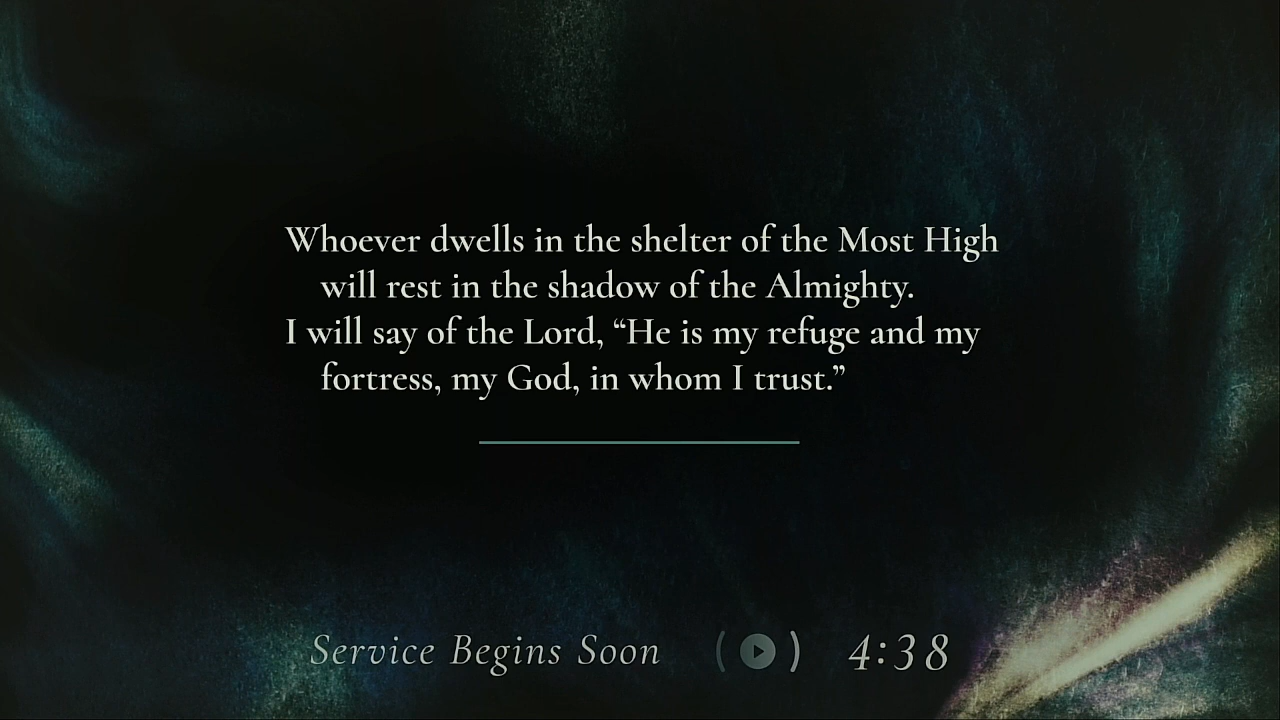 Whoever dwells in the shelter of the Most High
will rest in the shadow of the Almighty.
I will say of the Lord, “He is my refuge and my
fortress, my God, in whom I trust.”
Service Begins Soon
4:38